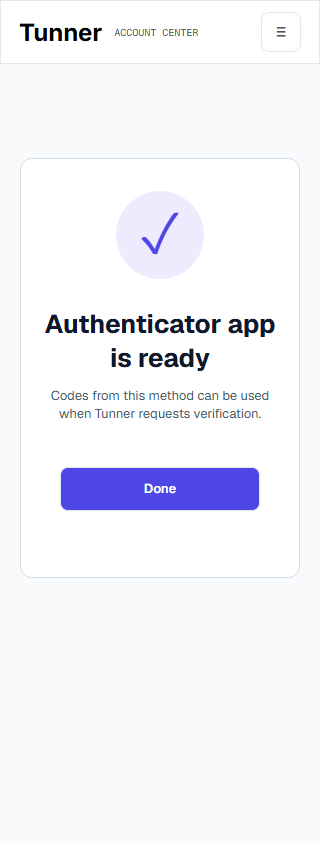 Tunner ACCOUNT CENTER
Authenticator app
is ready
Codes from this method can be used
when Tunner requests verification.
Done